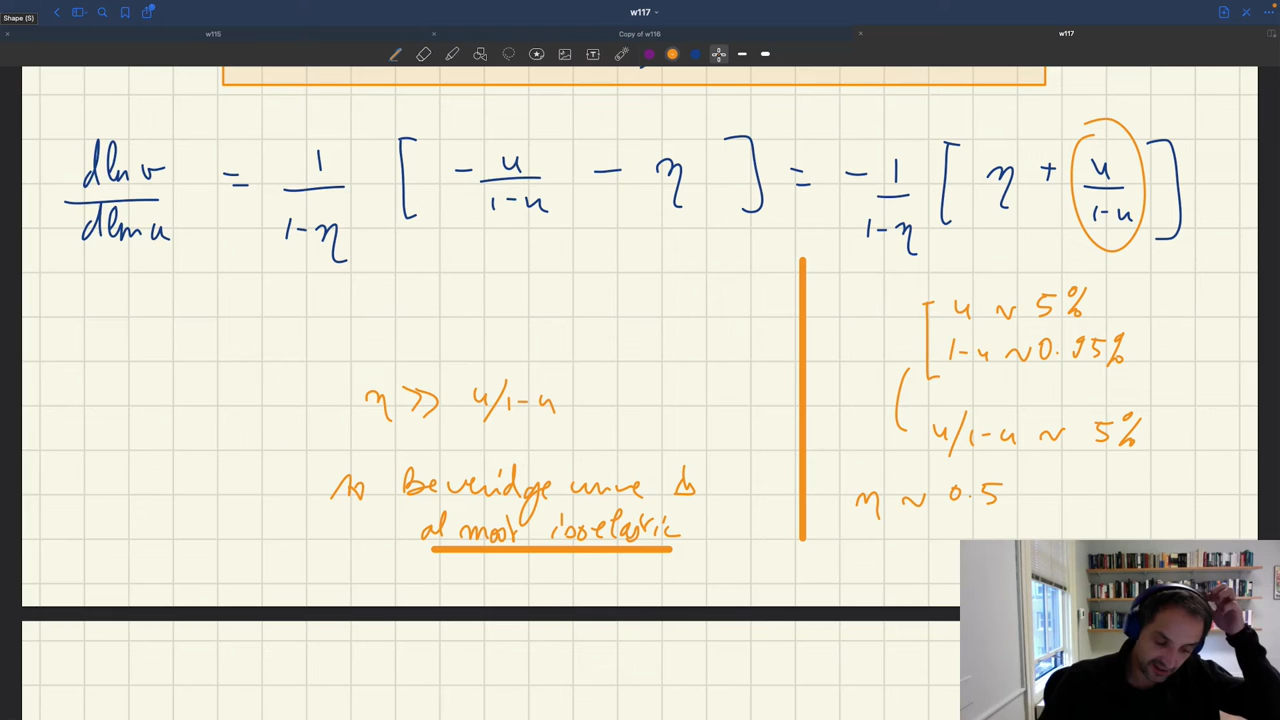 Shape (S)
w117
w115
Copy of w116
w117
dln v / dln u = 1 / 1-η [ - u / 1-u - η ] = - 1 / 1-η [ η + u / 1-u ]
u ~ 5%
1-u ~ 0.95%
η >> u/1-u
u/1-u ~ 5%
Beveridge curve is
η ~ 0.5
almost isoelastic